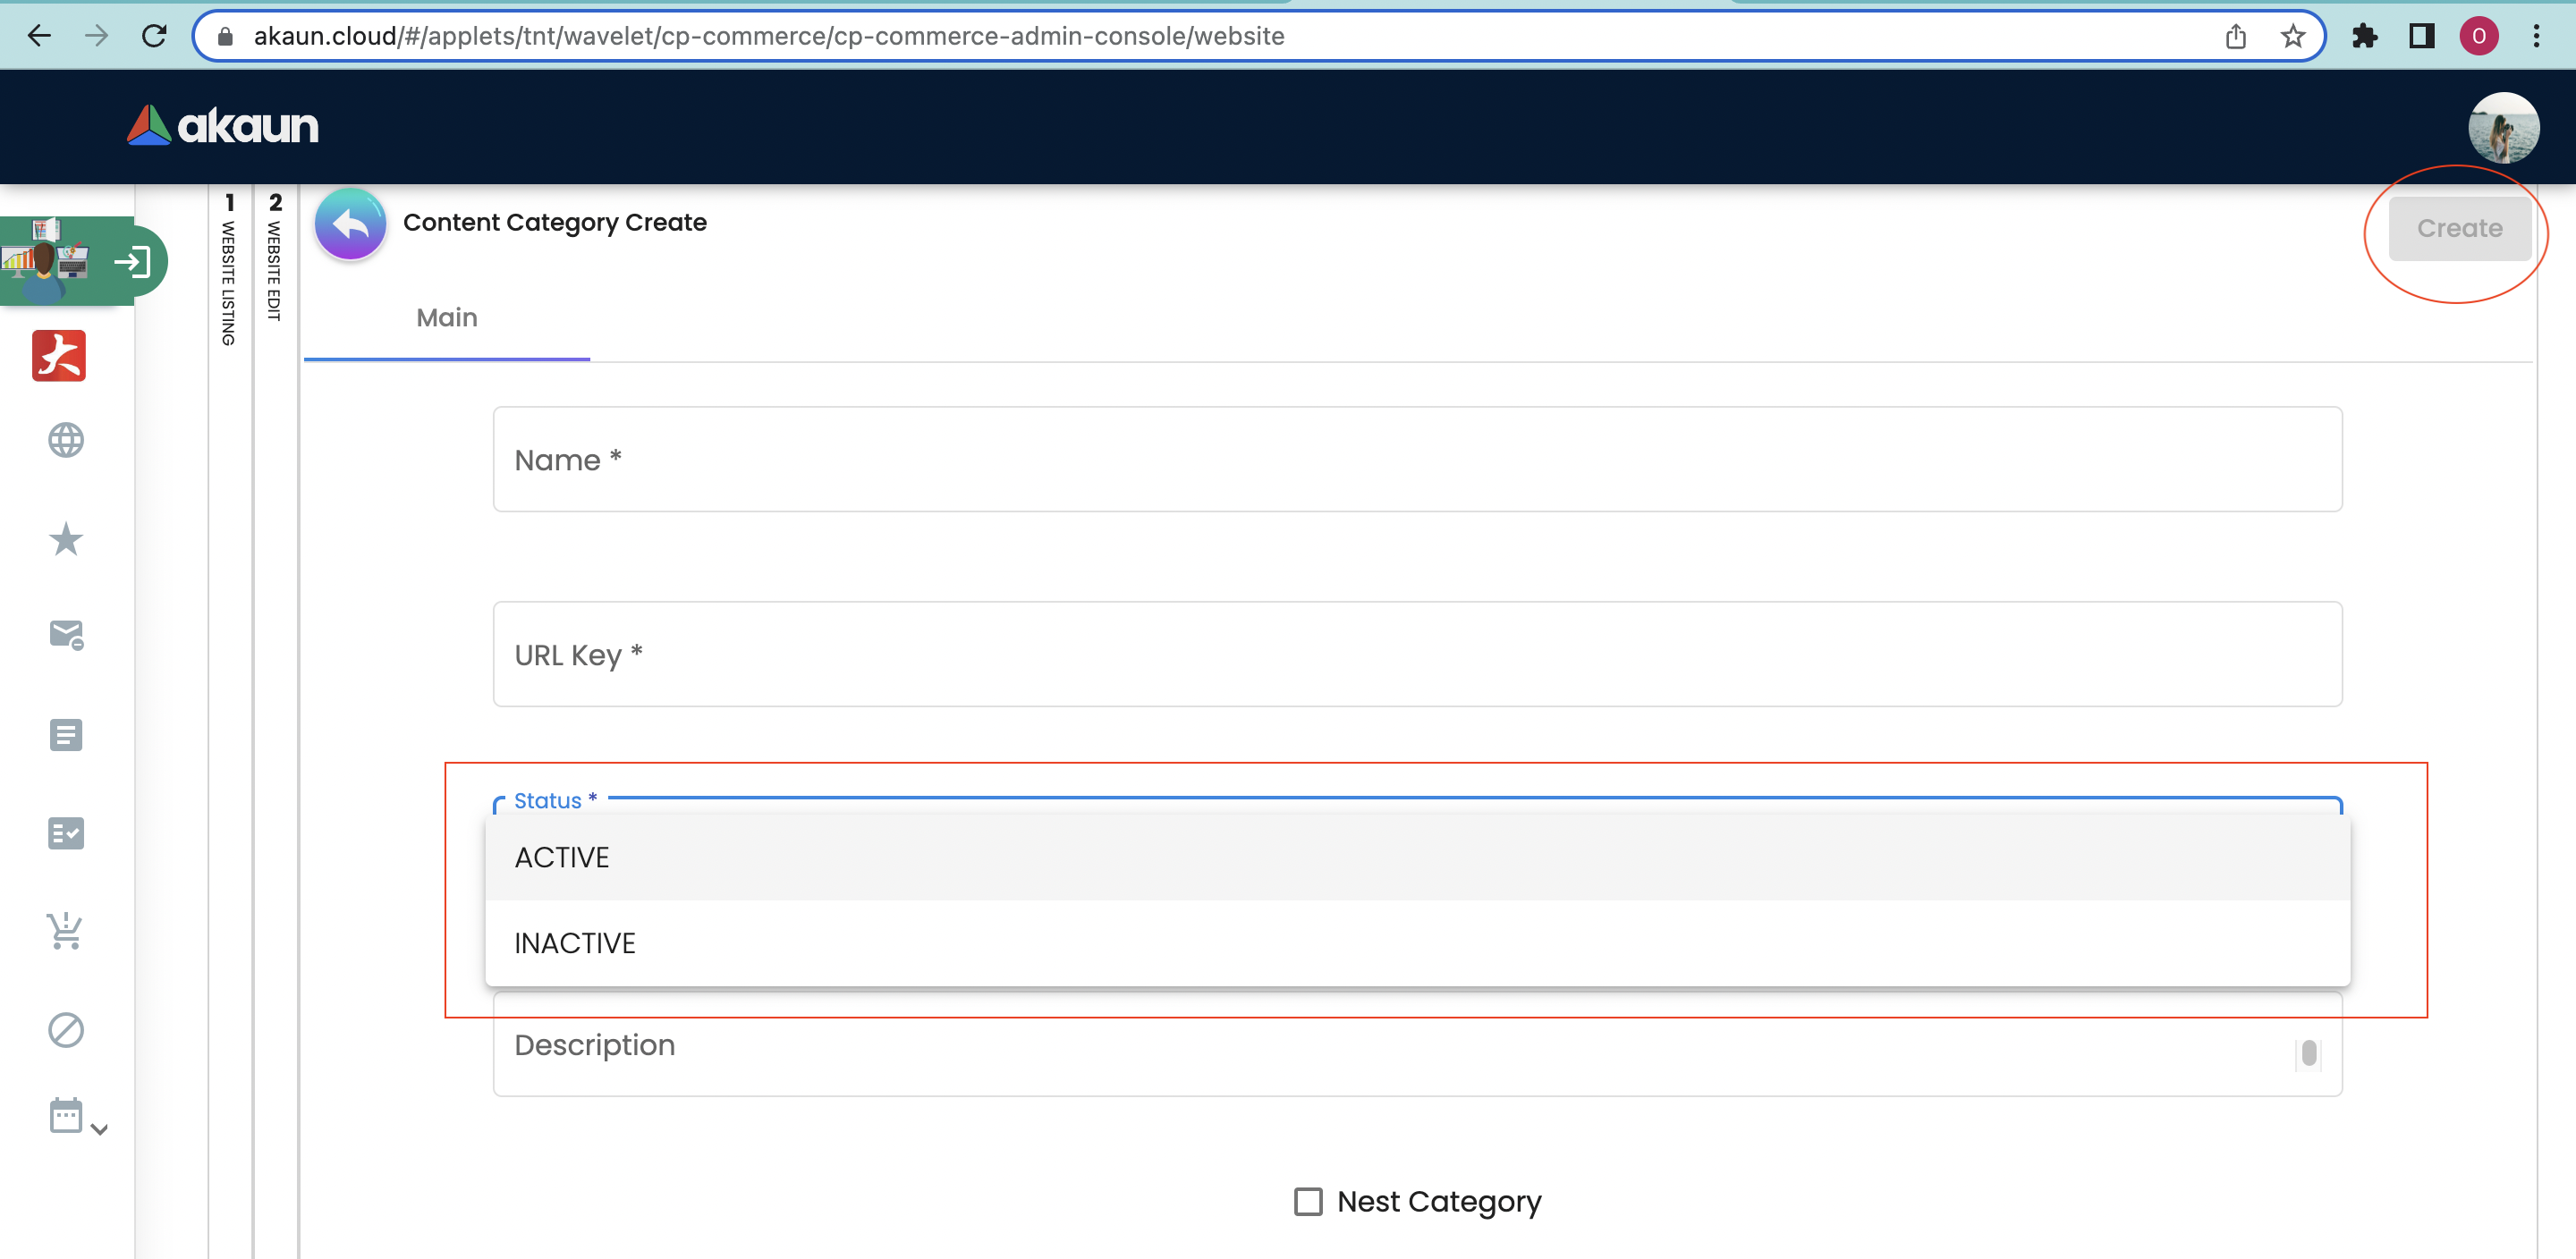 akaun.cloud/#/applets/tnt/wavelet/cp-commerce/cp-commerce-admin-console/website
O
akaun
1
WEBSITE LISTING
2
WEBSITE EDIT
Content Category Create
Create
Main
Name *
URL Key *
Status *
ACTIVE
INACTIVE
Description
Nest Category